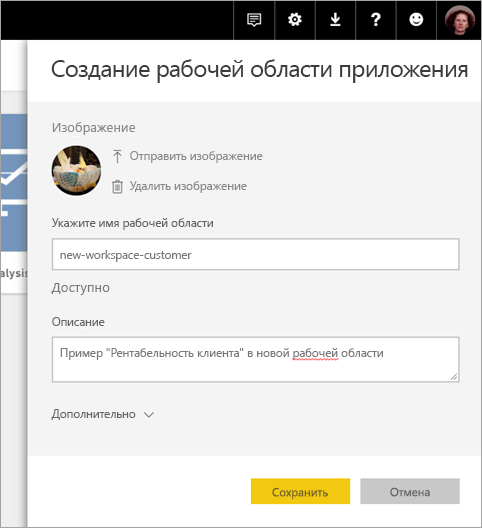 ?
Создание рабочей области приложения
Изображение
Отправить изображение
Удалить изображение
Укажите имя рабочей области
new-workspace-customer
Доступно
alysis
Описание
Пример "Рентабельность клиента" в новой рабочей области
Дополнительно
Сохранить
Отмена